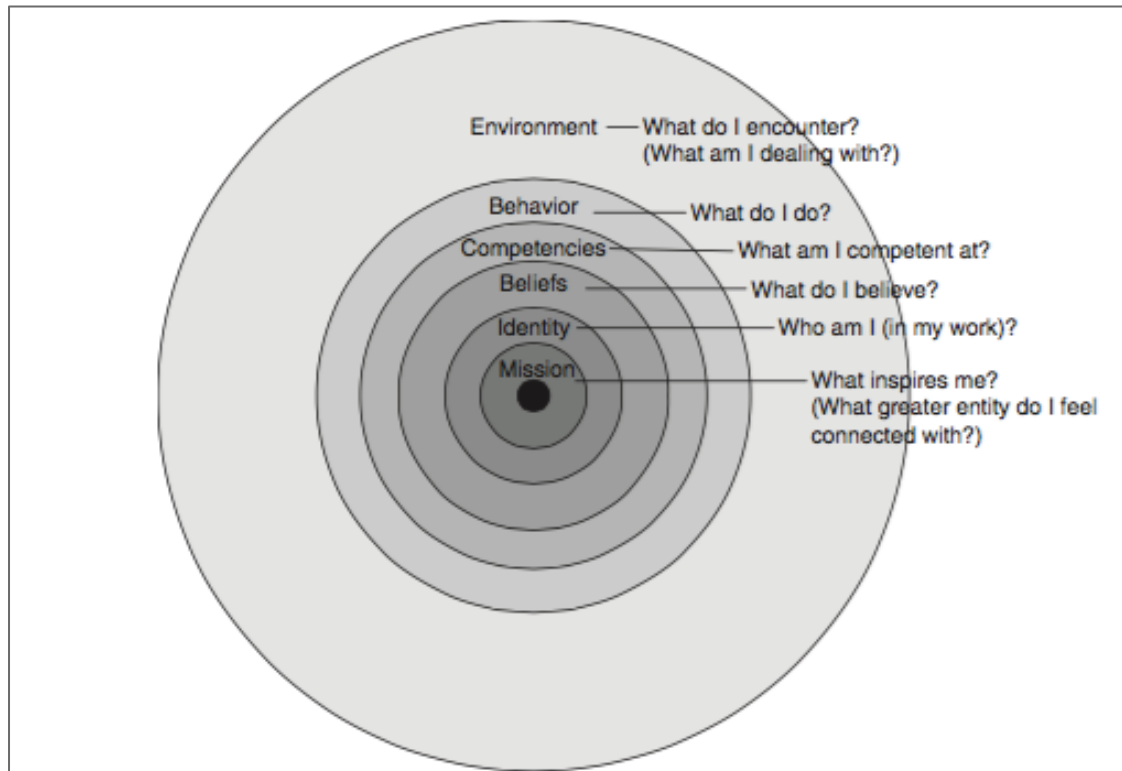 Environment What do I encounter?
(What am I dealing with?)
Behavior What do I do?
Competencies What am I competent at?
Beliefs What do I believe?
Identity Who am I (in my work)?
Mission What inspires me?
(What greater entity do I feel
connected with?)